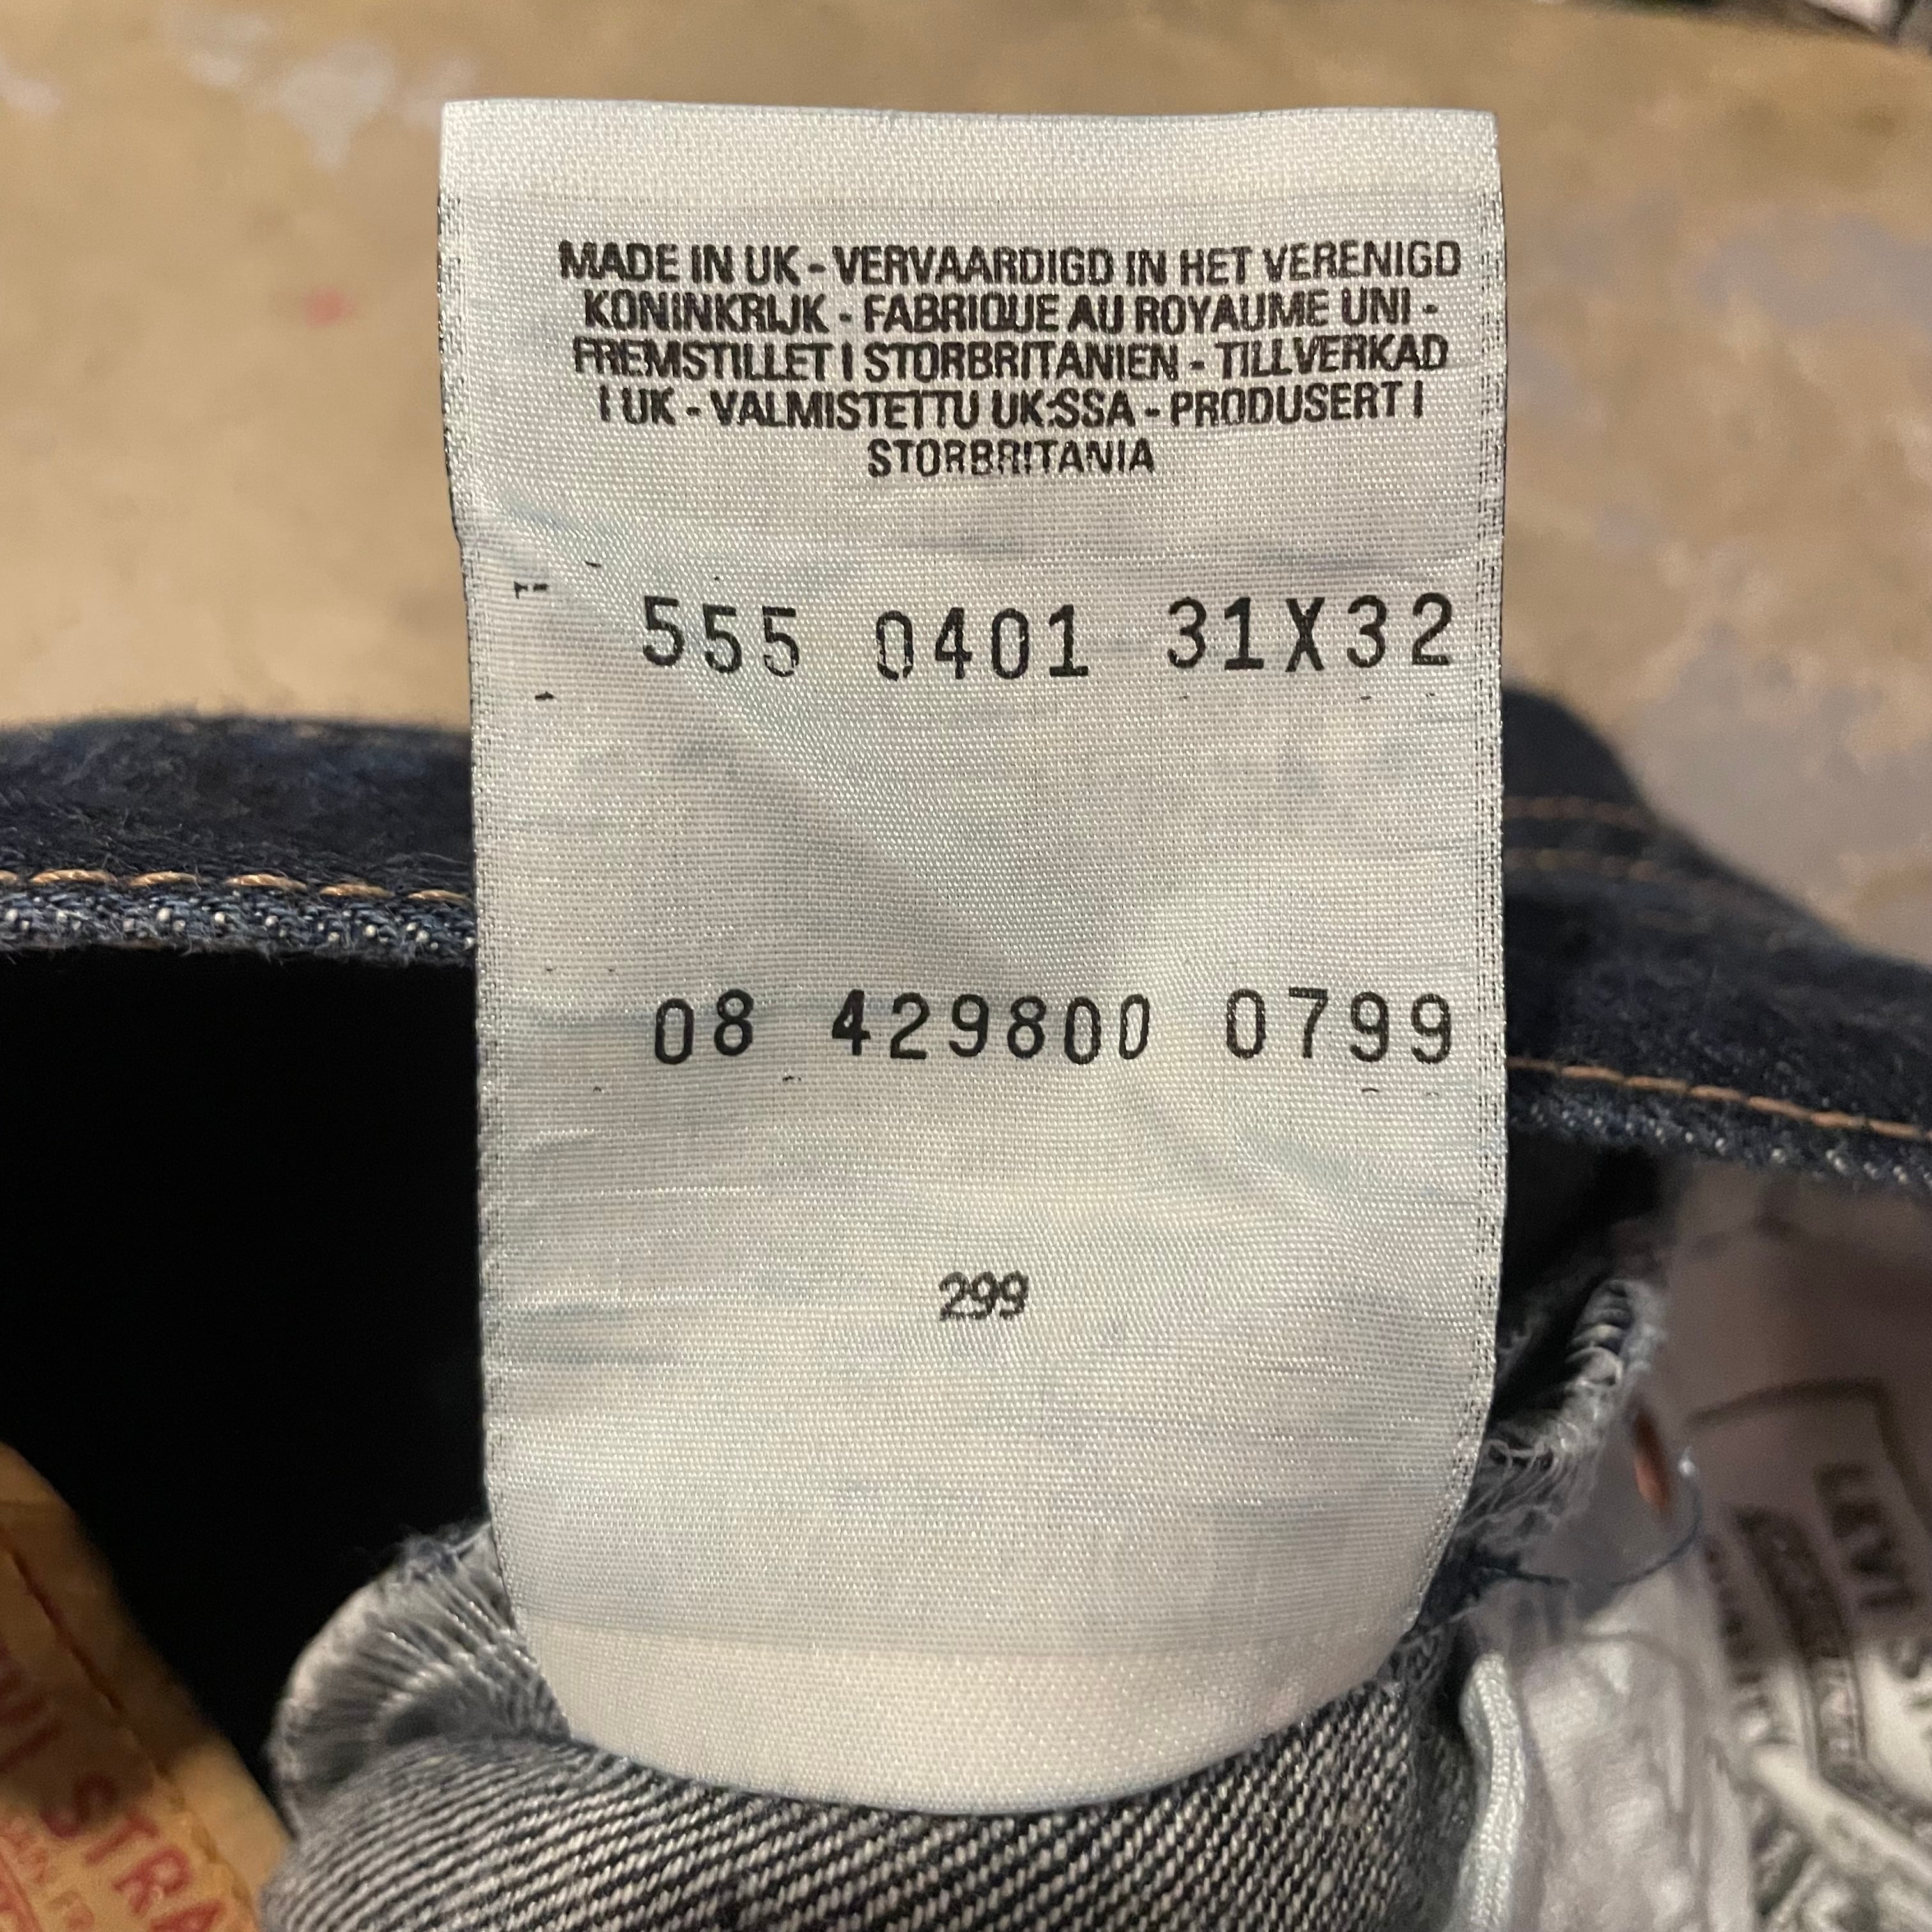 MADE IN UK - VERVAARDIGD IN HET VERENIGD
KONINKRIJK - FABRIQUE AU ROYAUME UNI -
FREMSTILLET I STORBRITANIEN - TILLVERKAD
I UK - VALMISTETTU UK:SSA - PRODUSERT I
STORBRITANIA
555 0401 31X32
08 429800 0799
299